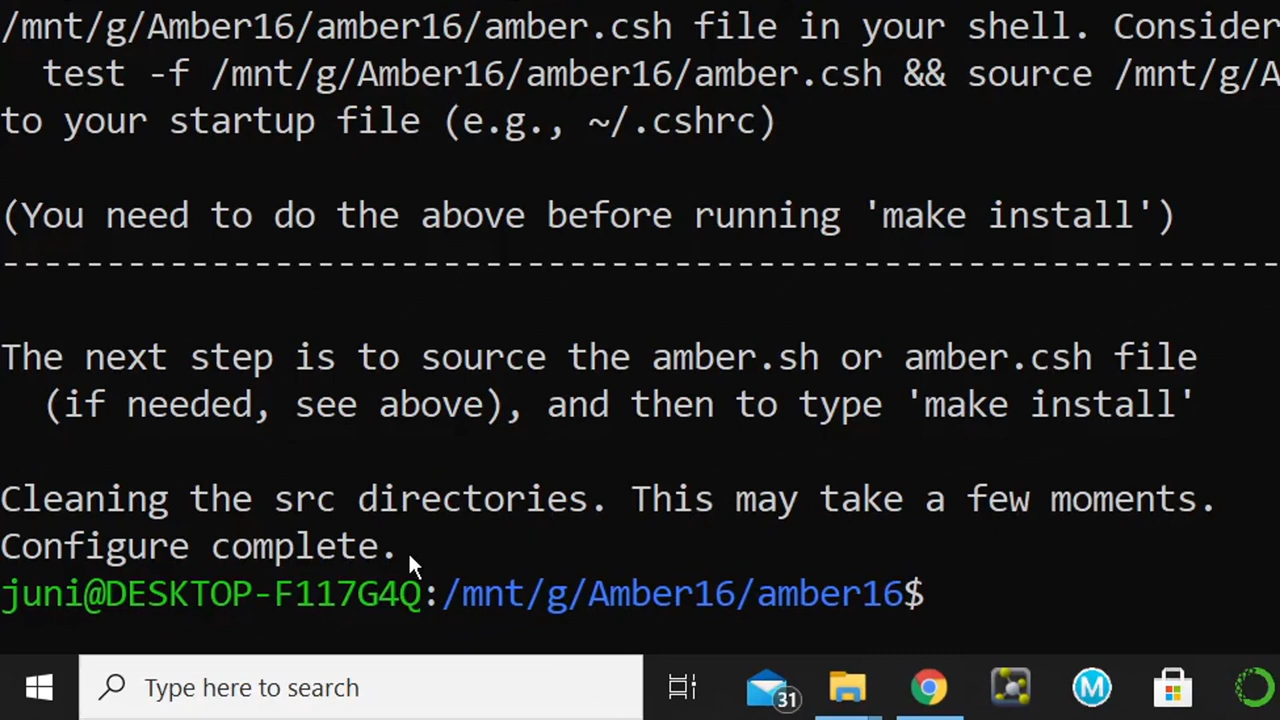 /mnt/g/Amber16/amber16/amber.csh file in your shell. Consider
test -f /mnt/g/Amber16/amber16/amber.csh && source /mnt/g/A
to your startup file (e.g., ~/.cshrc)
(You need to do the above before running 'make install')
-------------------------------------------------------------
The next step is to source the amber.sh or amber.csh file
(if needed, see above), and then to type 'make install'
Cleaning the src directories. This may take a few moments.
Configure complete.
juni@DESKTOP-F117G4Q:/mnt/g/Amber16/amber16$
Type here to search
31
M